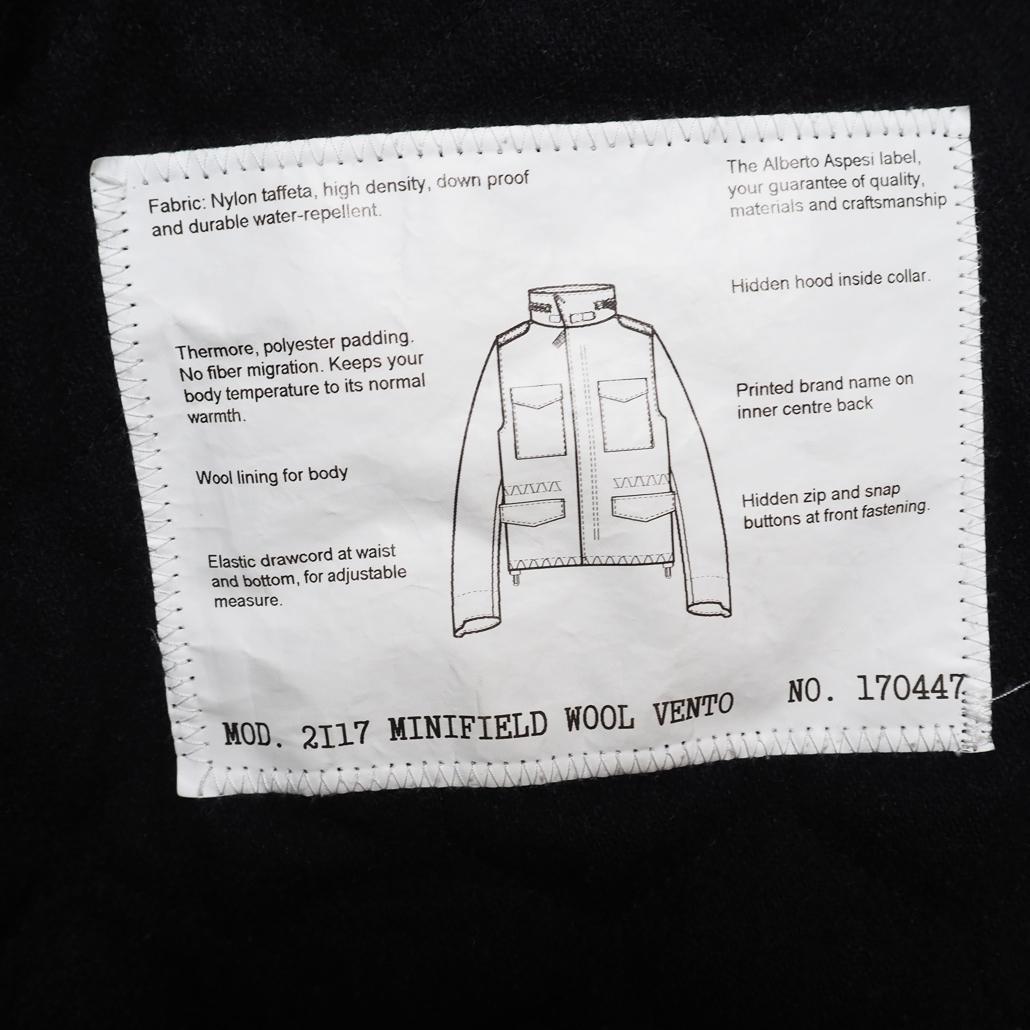 Fabric: Nylon taffeta, high density, down proof
and durable water-repellent.
The Alberto Aspesi label,
your guarantee of quality,
materials and craftsmanship
Hidden hood inside collar.
Thermore, polyester padding.
No fiber migration. Keeps your
body temperature to its normal
warmth.
Printed brand name on
inner centre back
Wool lining for body
Hidden zip and snap
buttons at front fastening.
Elastic drawcord at waist
and bottom, for adjustable
measure.
MOD. 2I17 MINIFIELD WOOL VENTO NO. 170447